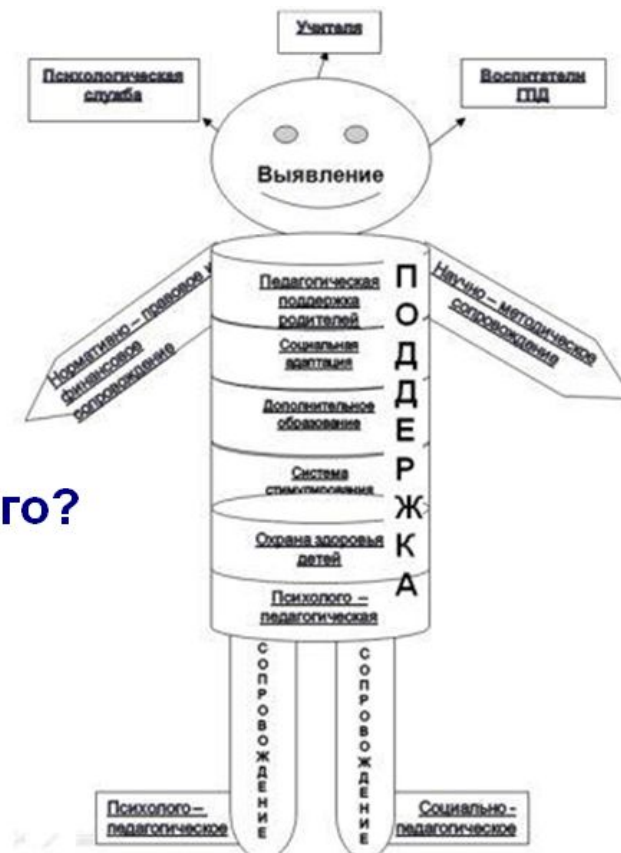 Учителя
Психологическая
служба
Воспитатели
ГПД
Выявление
Нормативно – правовое и
финансовое
сопровождение
Педагогическая
поддержка
родителей
Социальная
адаптация
Дополнительное
образование
Система
стимулирования
Охрана здоровья
детей
Психолого –
педагогическая
ПОДДЕРЖКА
Научно – методическое
сопровождение
го?
СОПРОВОЖДЕНИЕ
СОПРОВОЖДЕНИЕ
Психолого –
педагогическое
Социально -
педагогическое